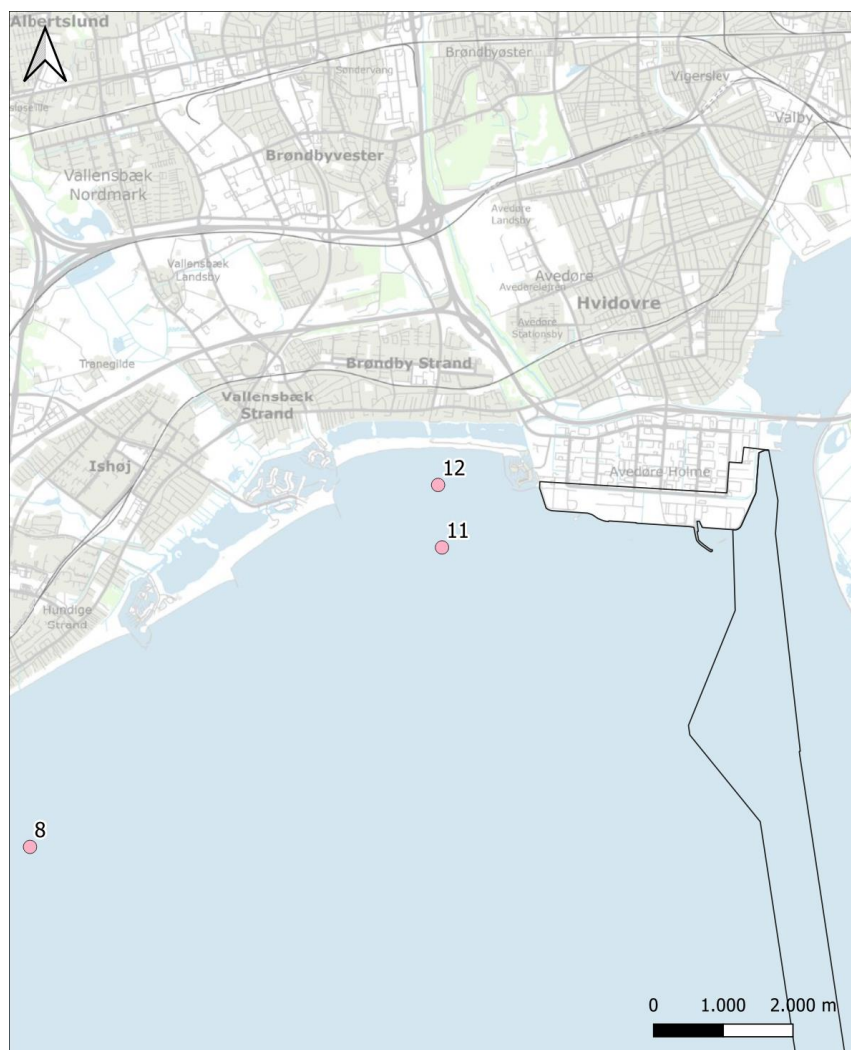 Albertslund
Brøndbyøster
Søndervang
Vigerslev
Valby
Brøndbyvester
Vallensbæk
Nordmark
Avedøre
Landsby
Vallensbæk
Landsby
Avedøre
Avedørelejren
Hvidovre
Avedøre
Stationsby
Tranegilde
Brøndby Strand
Vallensbæk
Strand
Ishøj
12
Avedøre Holme
11
Hundige
Strand
8
0 1.000 2.000 m